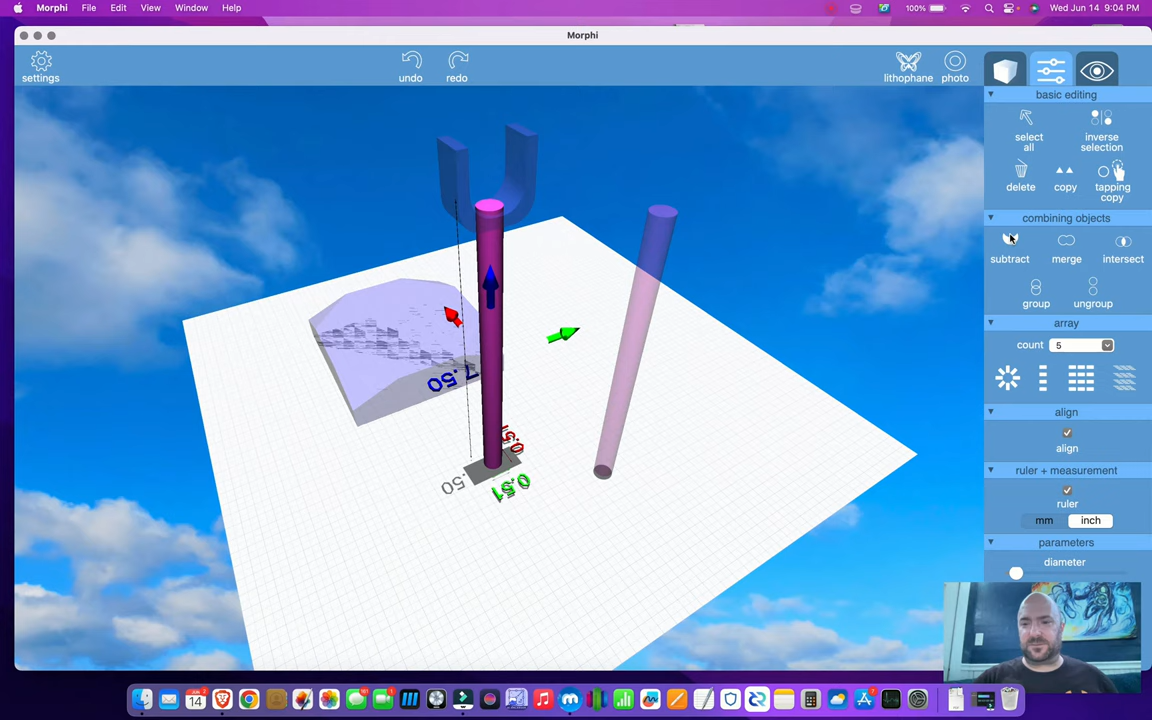 Morphi File Edit View Window Help 100% Wed Jun 14 9:04 PM
Morphi
settings undo redo lithophane photo
basic editing
select all
inverse selection
delete
copy
tapping copy
combining objects
subtract merge intersect
group ungroup
array
count 5
align
align
ruler + measurement
ruler
mm inch
parameters
diameter
7.50
0.51
.50
JUN
14